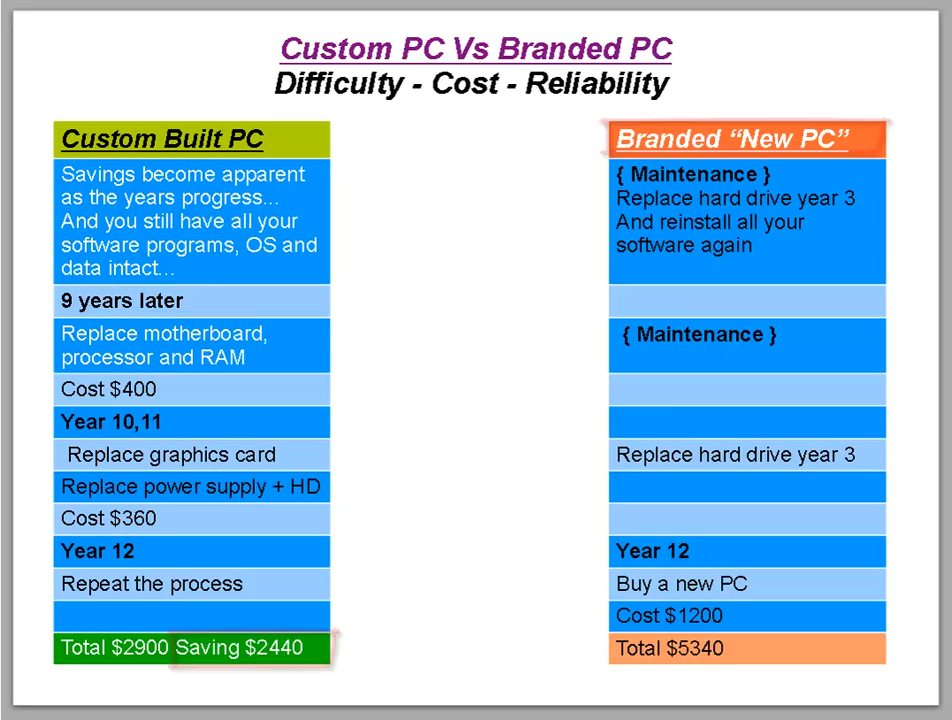 Custom PC Vs Branded PC
Difficulty - Cost - Reliability
Custom Built PC
Savings become apparent
as the years progress...
And you still have all your
software programs, OS and
data intact...
9 years later
Replace motherboard,
processor and RAM
Cost $400
Year 10,11
Replace graphics card
Replace power supply + HD
Cost $360
Year 12
Repeat the process
Total $2900 Saving $2440
Branded “New PC”
{ Maintenance }
Replace hard drive year 3
And reinstall all your
software again
{ Maintenance }
Replace hard drive year 3
Year 12
Buy a new PC
Cost $1200
Total $5340